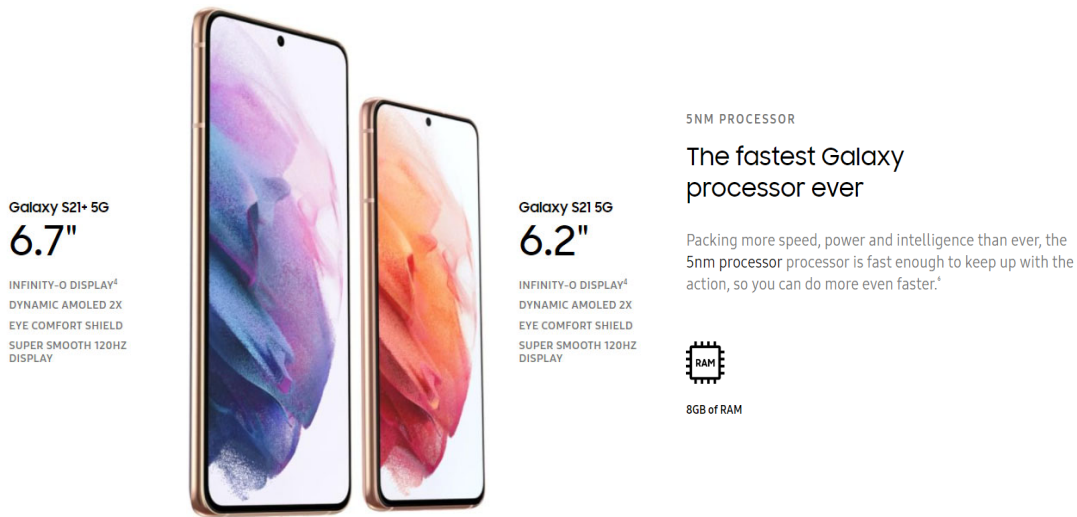 Galaxy S21+ 5G
6.7"
INFINITY-O DISPLAY⁴
DYNAMIC AMOLED 2X
EYE COMFORT SHIELD
SUPER SMOOTH 120HZ
DISPLAY
Galaxy S21 5G
6.2"
INFINITY-O DISPLAY⁴
DYNAMIC AMOLED 2X
EYE COMFORT SHIELD
SUPER SMOOTH 120HZ
DISPLAY
5NM PROCESSOR
The fastest Galaxy
processor ever
Packing more speed, power and intelligence than ever, the
5nm processor processor is fast enough to keep up with the
action, so you can do more even faster.⁶
RAM
8GB of RAM